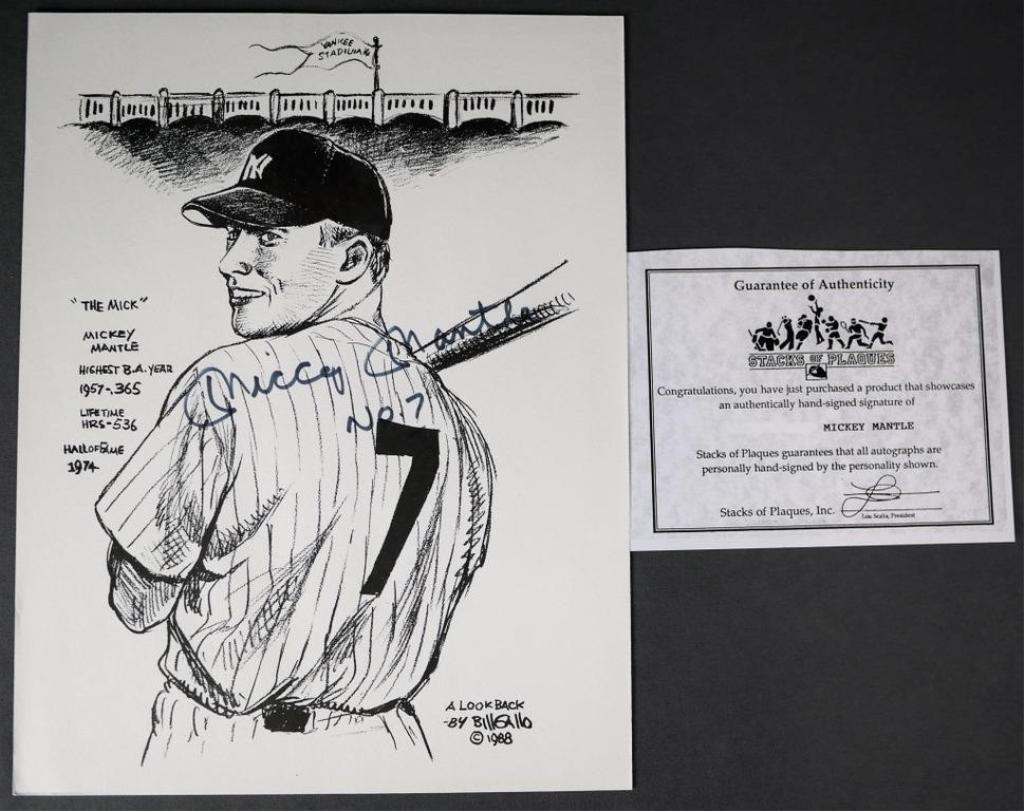 YANKEE
STADIUM
NY
"THE MICK"
MICKEY
MANTLE
HIGHEST B.A. YEAR
1957-.365
LIFETIME
HRS-536
HALL OF FAME
1974
Mickey Mantle
No. 7
7
A LOOK BACK
-BY Bill Gallo
© 1988
Guarantee of Authenticity
STACKS OF PLAQUES
Congratulations, you have just purchased a product that showcases
an authentically hand-signed signature of
MICKEY MANTLE
Stacks of Plaques guarantees that all autographs are
personally hand-signed by the personality shown.
Stacks of Plaques, Inc.
Lou Scalia, President